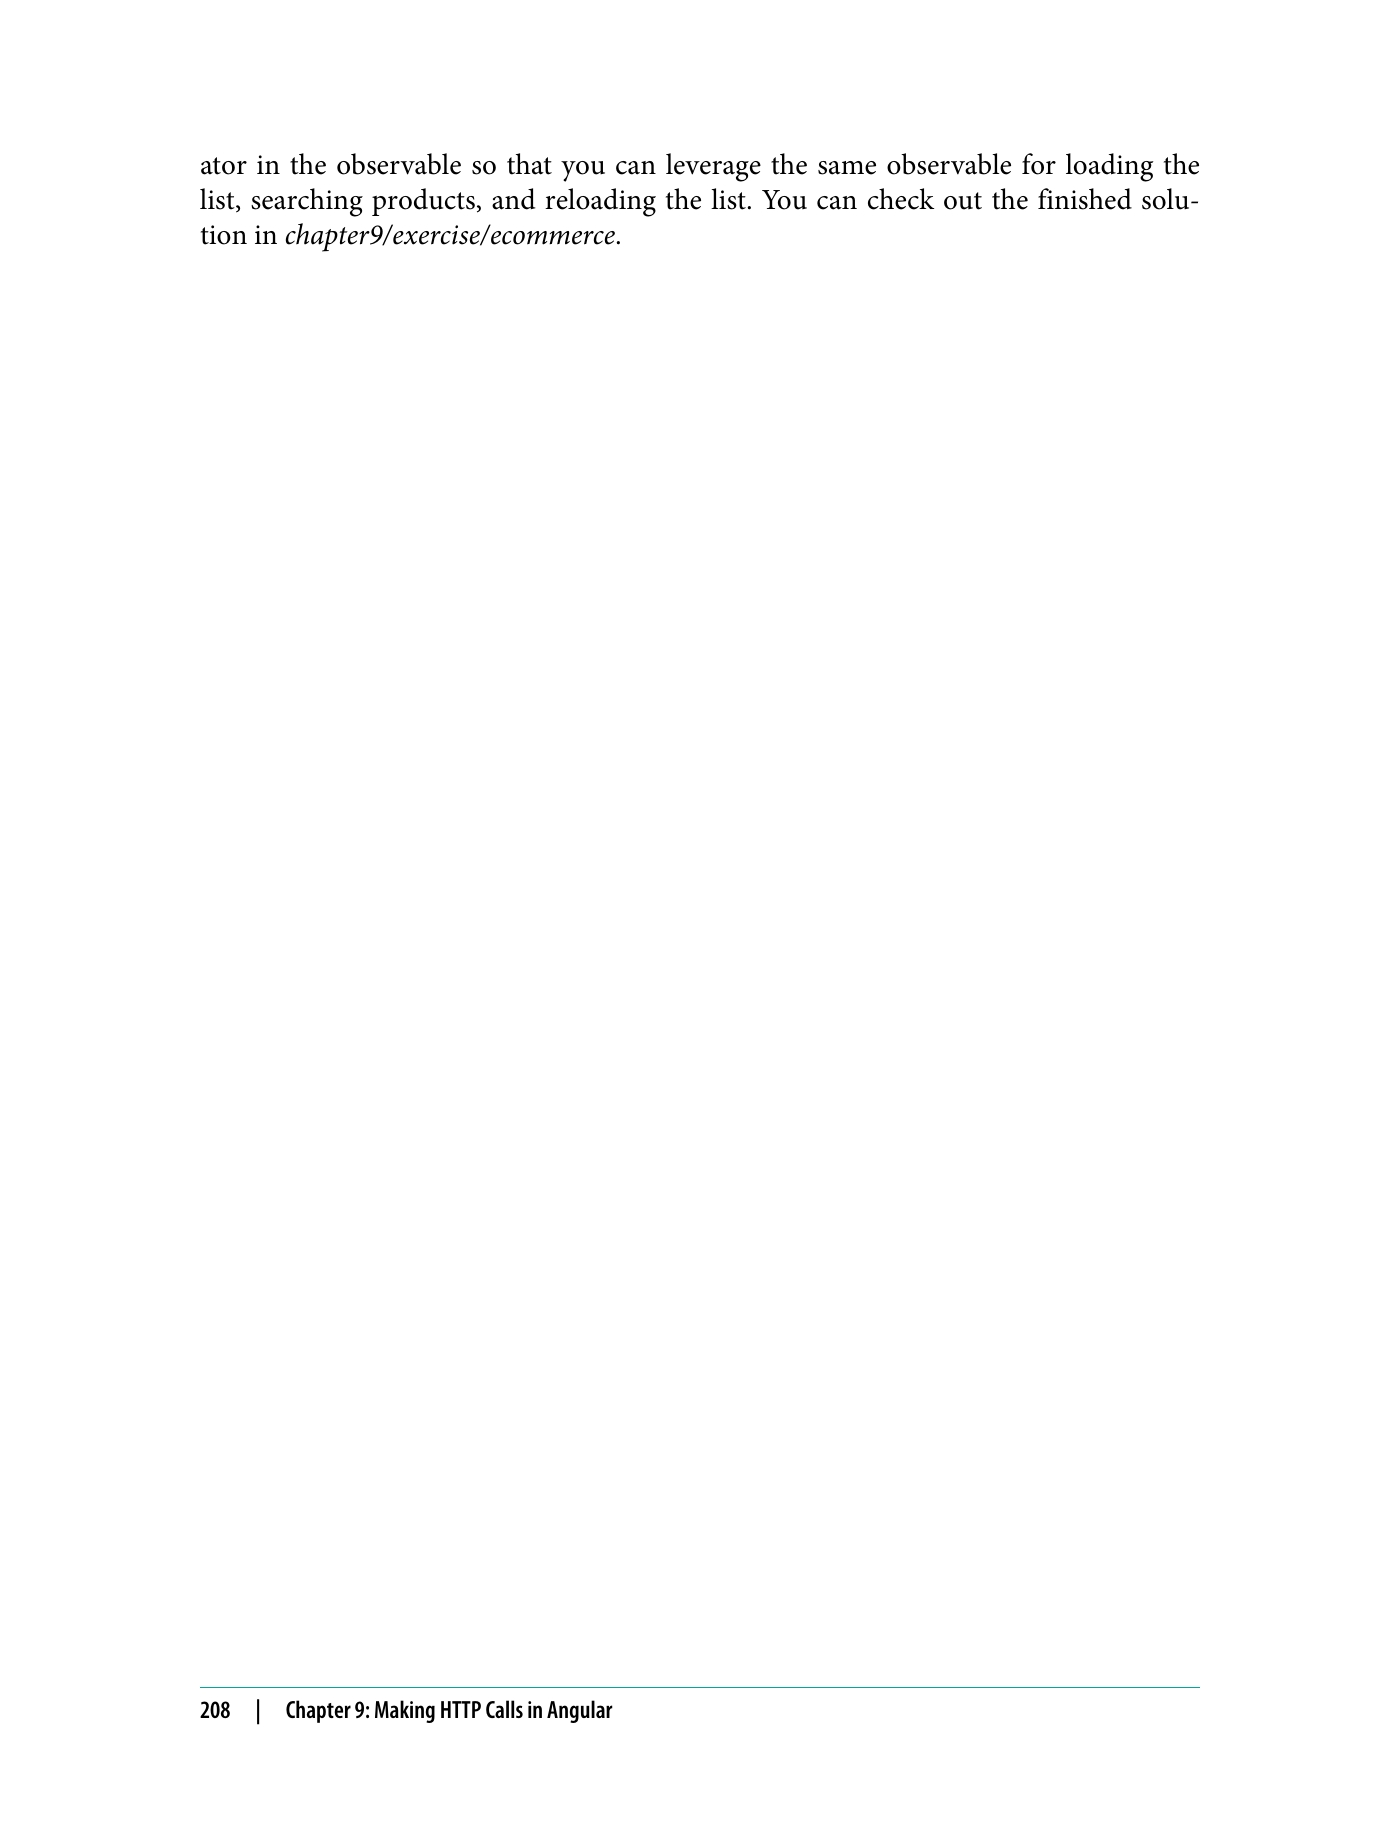 ator in the observable so that you can leverage the same observable for loading the
list, searching products, and reloading the list. You can check out the finished solu-
tion in chapter9/exercise/ecommerce.
208 | Chapter 9: Making HTTP Calls in Angular